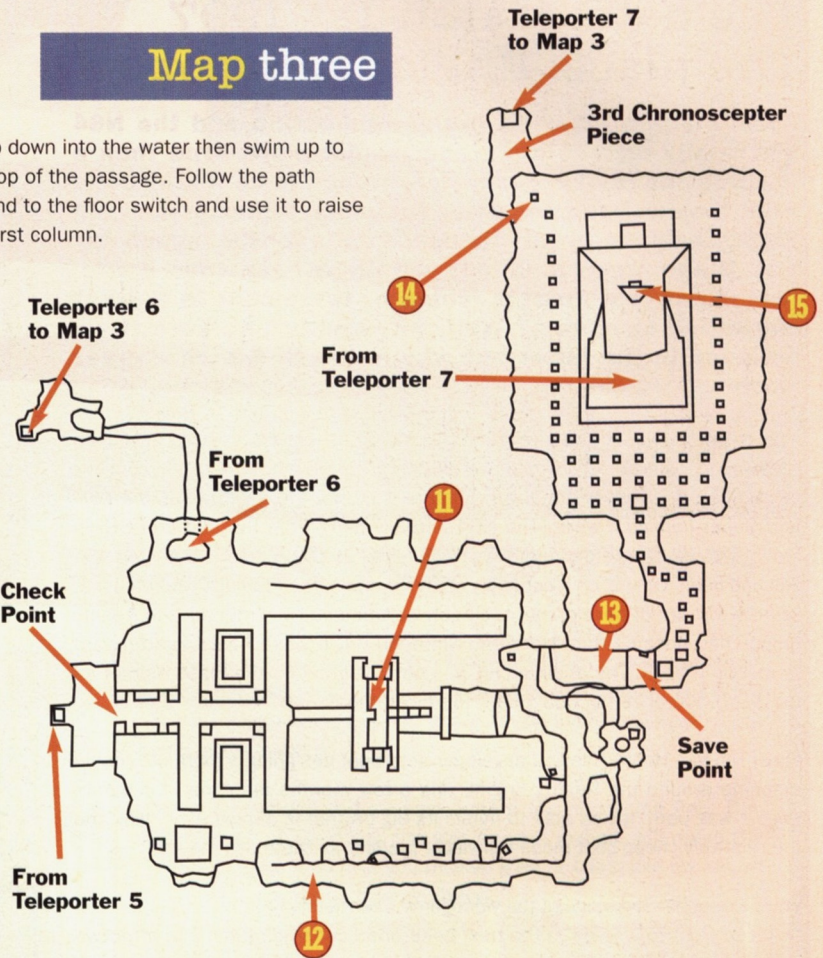 Teleporter 7
to Map 3
Map three
3rd Chronoscepter
Piece
down into the water then swim up to
op of the passage. Follow the path
nd to the floor switch and use it to raise
rst column.
14
15
Teleporter 6
to Map 3
From
Teleporter 7
From
Teleporter 6
11
Check
Point
13
Save
Point
From
Teleporter 5
12